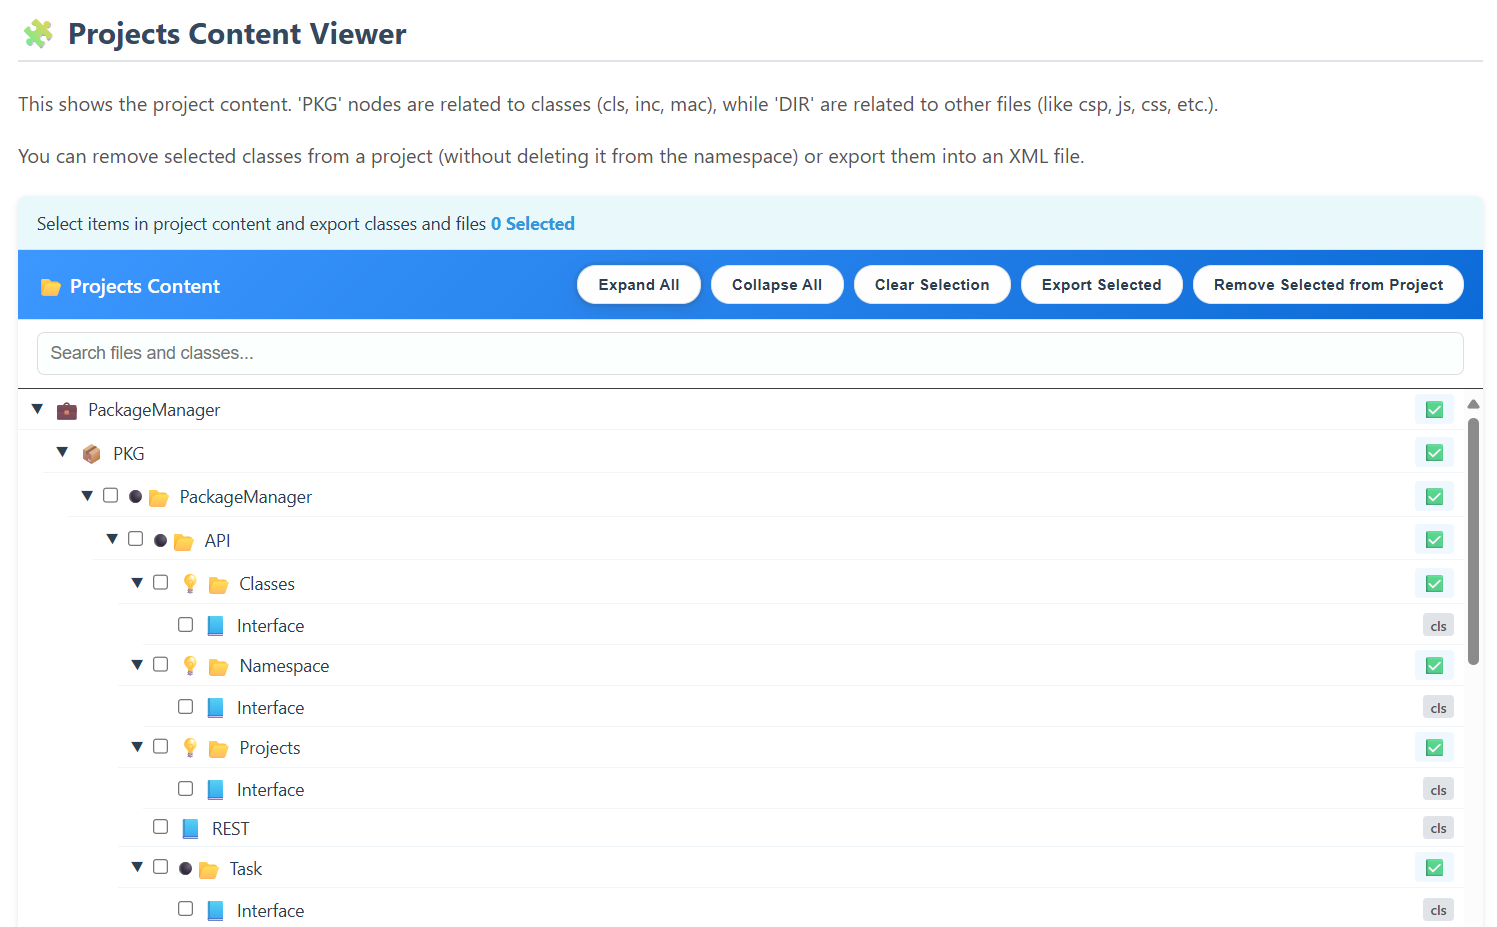 Projects Content Viewer
This shows the project content. 'PKG' nodes are related to classes (cls, inc, mac), while 'DIR' are related to other files (like csp, js, css, etc.).
You can remove selected classes from a project (without deleting it from the namespace) or export them into an XML file.
Select items in project content and export classes and files 0 Selected
Projects Content Expand All Collapse All Clear Selection Export Selected Remove Selected from Project
Search files and classes...
PackageManager
PKG
PackageManager
API
Classes
Interface cls
Namespace
Interface cls
Projects
Interface cls
REST cls
Task
Interface cls